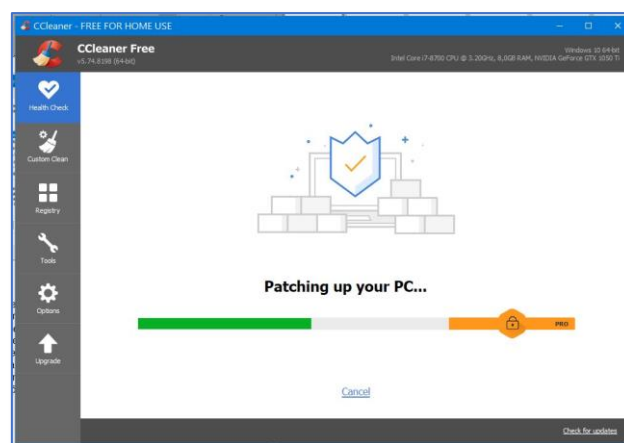 CCleaner - FREE FOR HOME USE
CCleaner Free
v5.74.8198 (64-bit)
Windows 10 64-bit
Intel Core i7-8700 CPU @ 3.20GHz, 8,0GB RAM, NVIDIA GeForce GTX 1050 Ti
Health Check
Custom Clean
Registry
Tools
Options
Upgrade
Patching up your PC...
PRO
Cancel
Check for updates